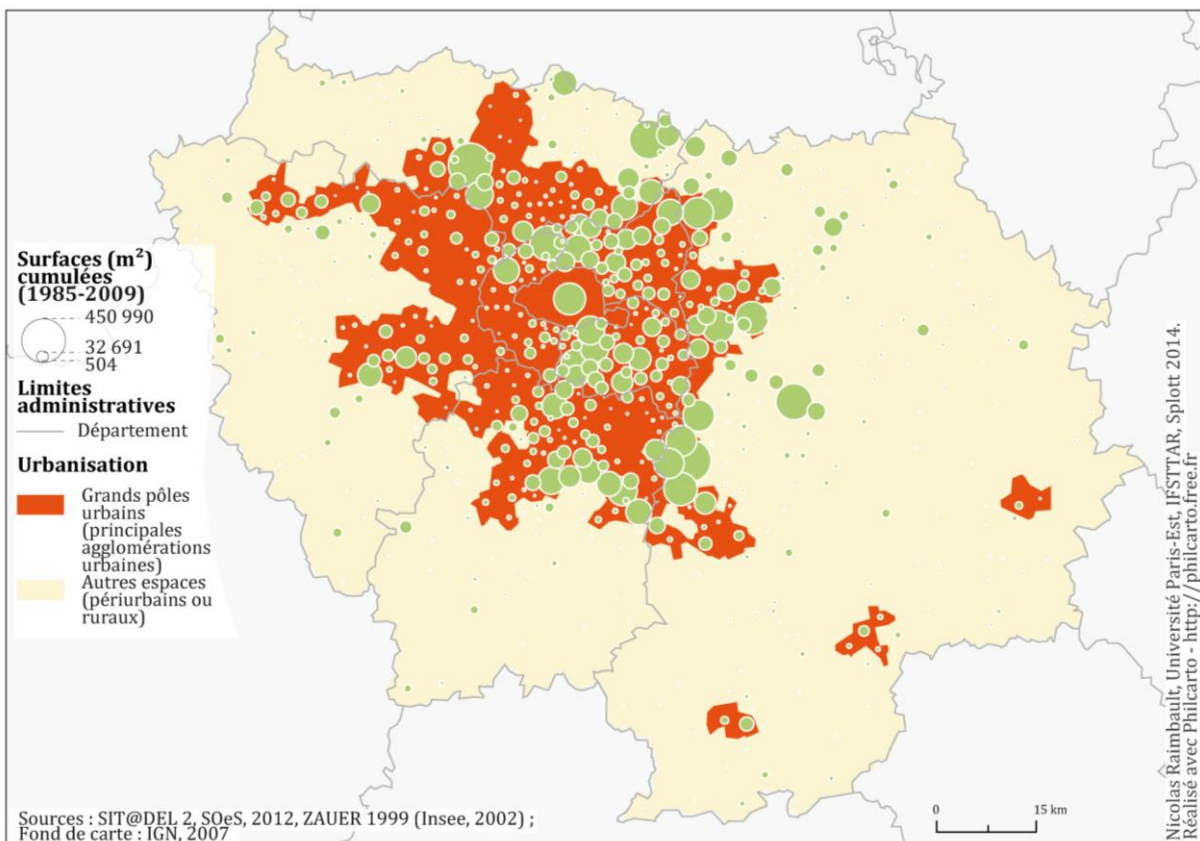 Surfaces (m²)
cumulées
(1985-2009)
450 990
32 691
504
Limites
administratives
Département
Urbanisation
Grands pôles
urbains
(principales
agglomérations
urbaines)
Autres espaces
(périurbains ou
ruraux)
Sources : SIT@DEL 2, SOeS, 2012, ZAUER 1999 (Insee, 2002) ;
Fond de carte : IGN, 2007
0 15 km
Nicolas Raimbault, Université Paris-Est, IFSTTAR, Splott 2014.
Réalisé avec Philcarto - http://philcarto.free.fr